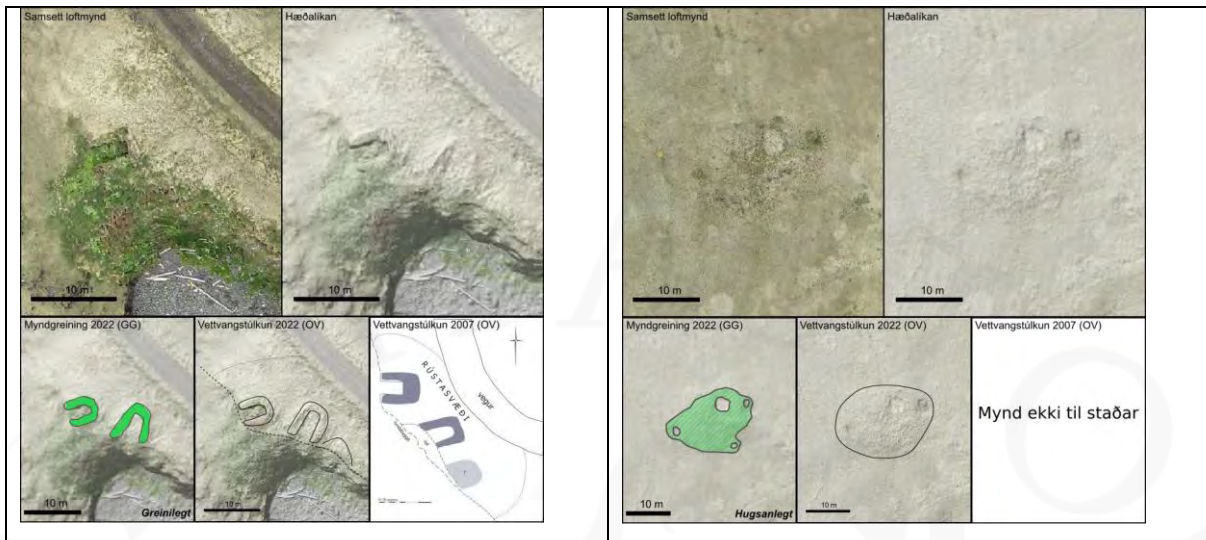 Samsett loftmynd
Hæðalíkan
10 m
10 m
Myndgreining 2022 (GG)
Vettvangstúlkun 2022 (OV)
Vettvangstúlkun 2007 (OV)
RÚSTASVÆÐI
vegur
10 m
Greinilegt
10 m
Samsett loftmynd
Hæðalíkan
10 m
10 m
Myndgreining 2022 (GG)
Vettvangstúlkun 2022 (OV)
Vettvangstúlkun 2007 (OV)
Mynd ekki til staðar
10 m
Hugsanlegt
10 m